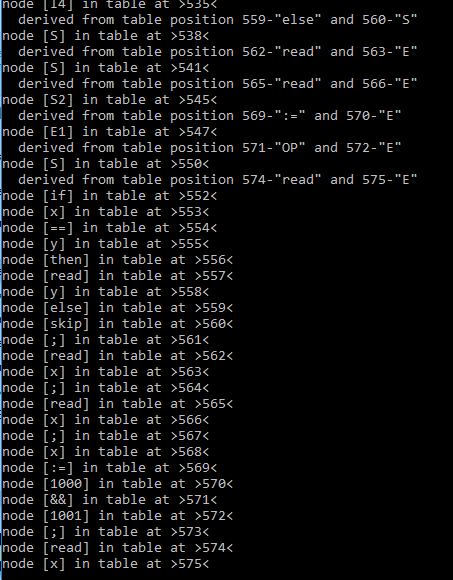 node [I4] in table at >535<
  derived from table position 559-"else" and 560-"S"
node [S] in table at >538<
  derived from table position 562-"read" and 563-"E"
node [S] in table at >541<
  derived from table position 565-"read" and 566-"E"
node [S2] in table at >545<
  derived from table position 569-":=" and 570-"E"
node [E1] in table at >547<
  derived from table position 571-"OP" and 572-"E"
node [S] in table at >550<
  derived from table position 574-"read" and 575-"E"
node [if] in table at >552<
node [x] in table at >553<
node [==] in table at >554<
node [y] in table at >555<
node [then] in table at >556<
node [read] in table at >557<
node [y] in table at >558<
node [else] in table at >559<
node [skip] in table at >560<
node [;] in table at >561<
node [read] in table at >562<
node [x] in table at >563<
node [;] in table at >564<
node [read] in table at >565<
node [x] in table at >566<
node [;] in table at >567<
node [x] in table at >568<
node [:=] in table at >569<
node [1000] in table at >570<
node [&&] in table at >571<
node [1001] in table at >572<
node [;] in table at >573<
node [read] in table at >574<
node [x] in table at >575<